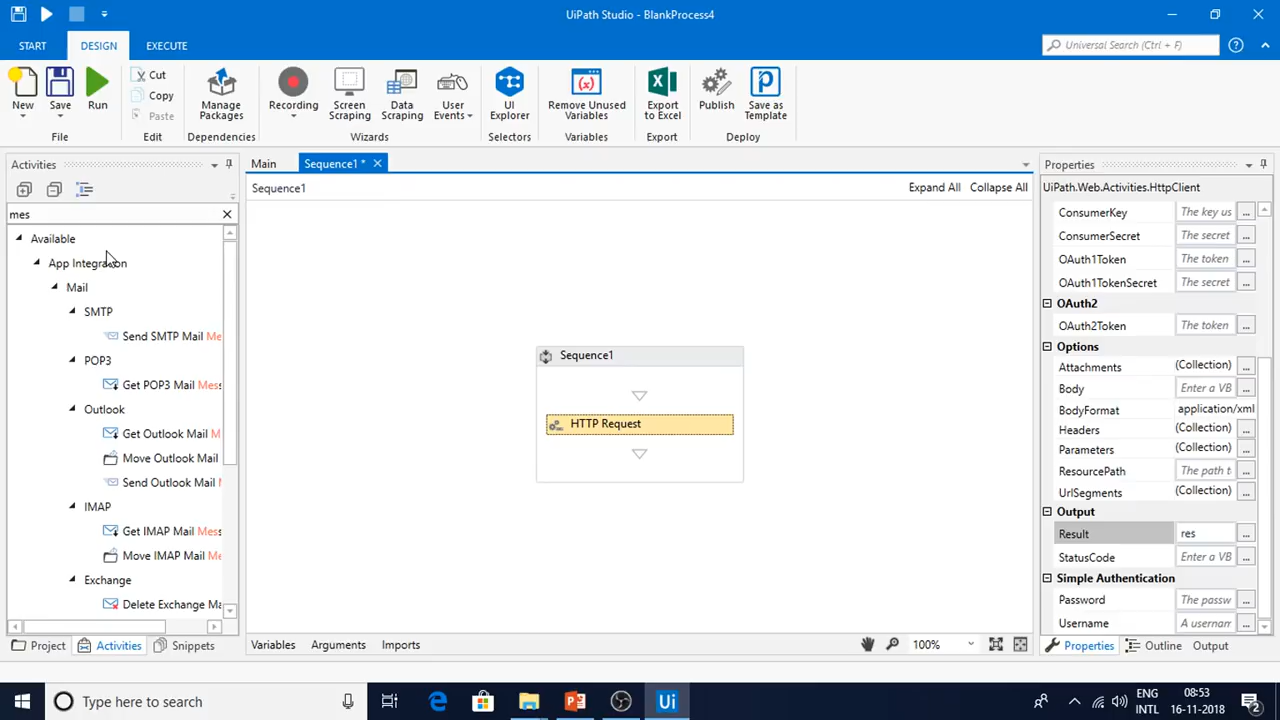 UiPath Studio - BlankProcess4
START DESIGN EXECUTE
Universal Search (Ctrl + F)
New Save Run
Cut
Copy
Paste
Manage Packages
Recording
Screen Scraping
Data Scraping
User Events
UI Explorer
Remove Unused Variables
Export to Excel
Publish
Save as Template
File Edit Dependencies Wizards Selectors Variables Export Deploy
Activities
mes
Available
App Integration
Mail
SMTP
Send SMTP Mail Me
POP3
Get POP3 Mail Mess
Outlook
Get Outlook Mail M
Move Outlook Mail
Send Outlook Mail
IMAP
Get IMAP Mail Mess
Move IMAP Mail Me
Exchange
Delete Exchange Ma
Project Activities Snippets
Main Sequence1 *
Sequence1
Expand All Collapse All
Sequence1
HTTP Request
Variables Arguments Imports
100%
Properties
UiPath.Web.Activities.HttpClient
ConsumerKey The key us ...
ConsumerSecret The secret ...
OAuth1Token The token ...
OAuth1TokenSecret The secret ...
OAuth2
OAuth2Token The token ...
Options
Attachments (Collection) ...
Body Enter a VB ...
BodyFormat application/xml
Headers (Collection) ...
Parameters (Collection) ...
ResourcePath The path t ...
UrlSegments (Collection) ...
Output
Result res ...
StatusCode Enter a VB ...
Simple Authentication
Password The passw ...
Username A usernam ...
Properties Outline Output
Type here to search
Ui
ENG
INTL
08:53
16-11-2018
2